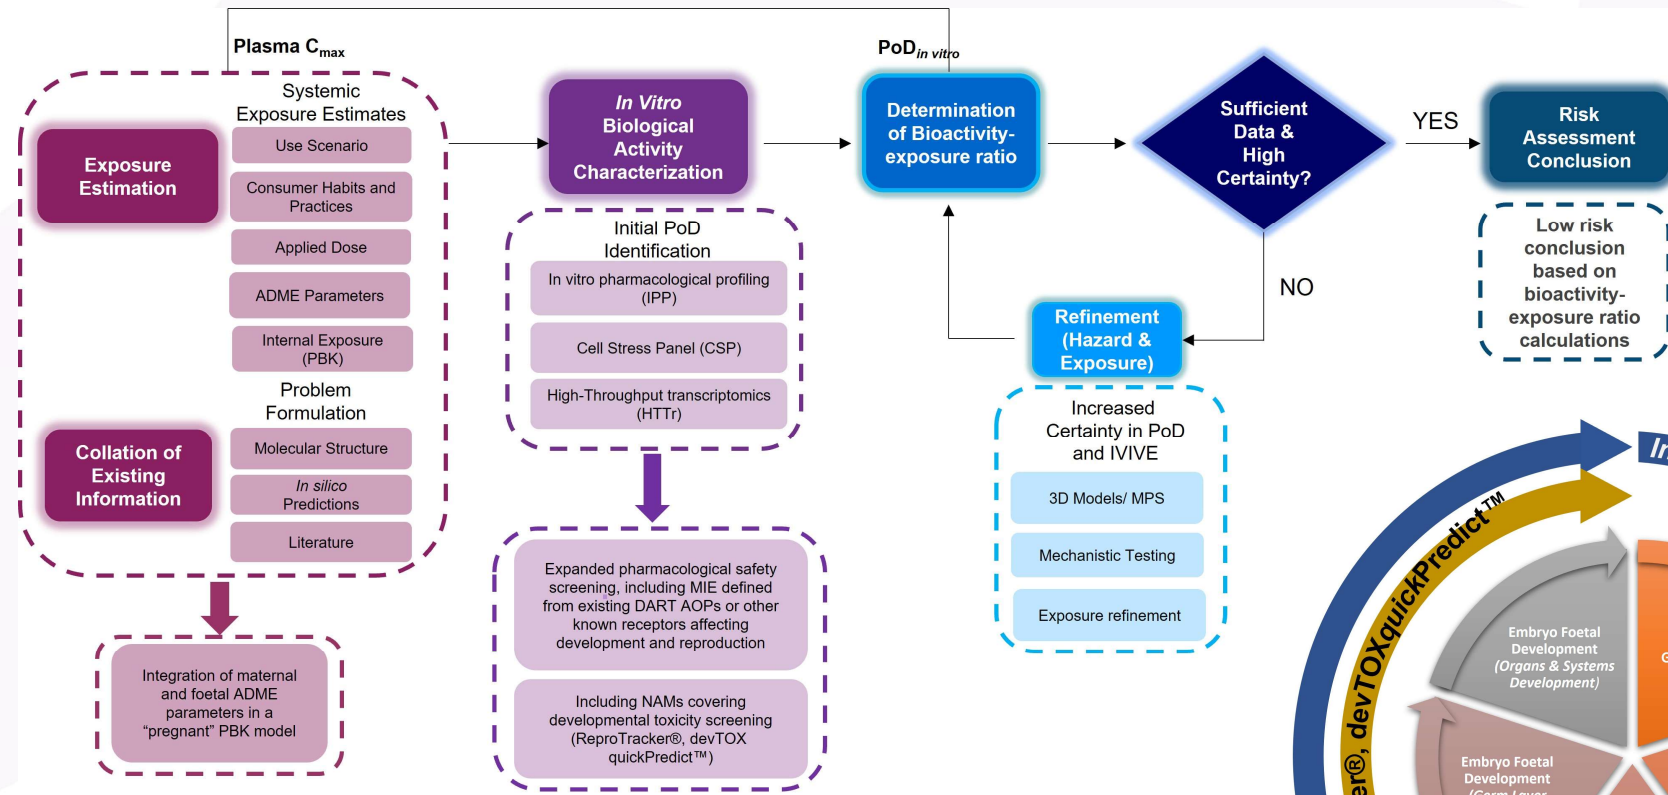 Plasma Cmax
Systemic
Exposure Estimates
Exposure
Estimation
Use Scenario
Consumer Habits and
Practices
Applied Dose
ADME Parameters
Internal Exposure
(PBK)
Problem
Formulation
Collation of
Existing
Information
Molecular Structure
In silico
Predictions
Literature
Integration of maternal
and foetal ADME
parameters in a
“pregnant” PBK model
In Vitro
Biological
Activity
Characterization
Initial PoD
Identification
In vitro pharmacological profiling
(IPP)
Cell Stress Panel (CSP)
High-Throughput transcriptomics
(HTTr)
Expanded pharmacological safety
screening, including MIE defined
from existing DART AOPs or other
known receptors affecting
development and reproduction
Including NAMs covering
developmental toxicity screening
(ReproTracker®, devTOX
quickPredict™)
PoDin vitro
Determination
of Bioactivity-
exposure ratio
Sufficient
Data &
High
Certainty?
YES
NO
Refinement
(Hazard &
Exposure)
Increased
Certainty in PoD
and IVIVE
3D Models/ MPS
Mechanistic Testing
Exposure refinement
Risk
Assessment
Conclusion
Low risk
conclusion
based on
bioactivity-
exposure ratio
calculations
er®, devTOXquickPredict™
Embryo Foetal
Development
(Organs & Systems
Development)
Embryo Foetal
Development
(Germ Layer